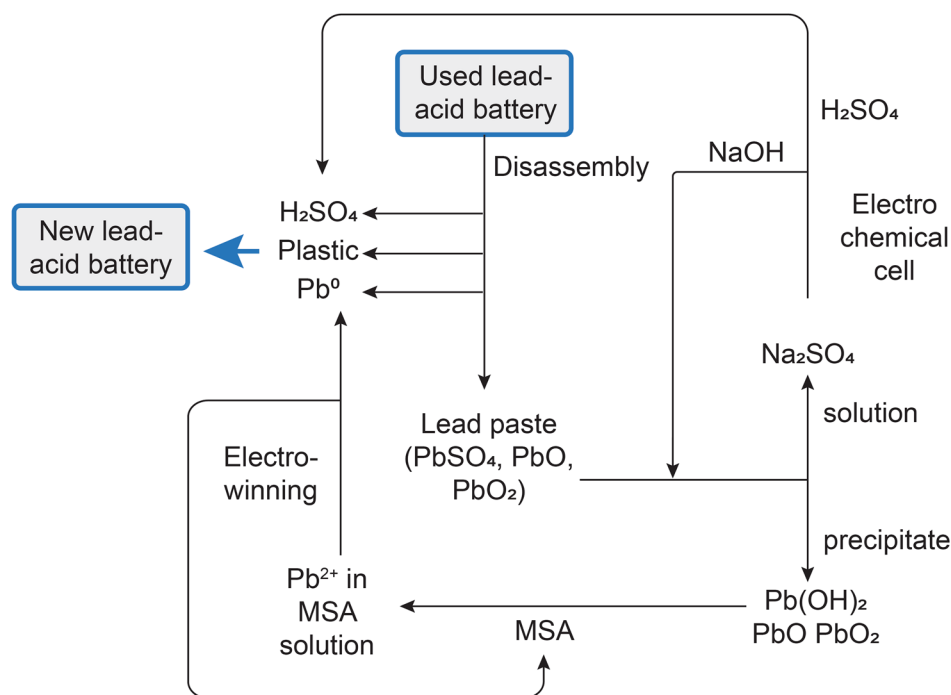 Used lead-
acid battery
H₂SO₄
NaOH
Disassembly
H₂SO₄
Electro
chemical
cell
New lead-
acid battery
Plastic
Pb⁰
Na₂SO₄
Lead paste
(PbSO₄, PbO,
PbO₂)
solution
Electro-
winning
precipitate
Pb²⁺ in
MSA
solution
MSA
Pb(OH)₂
PbO PbO₂